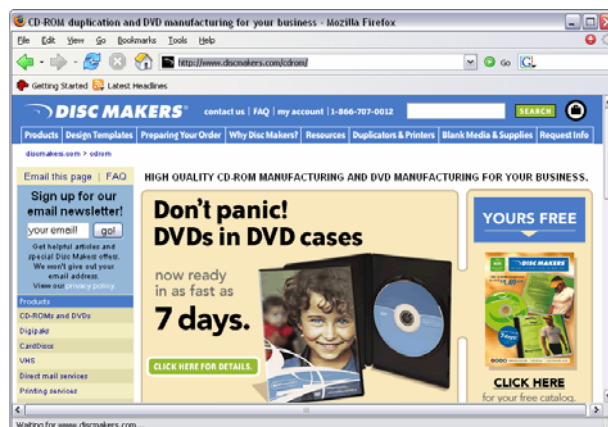 CD-ROM duplication and DVD manufacturing for your business - Mozilla Firefox
File Edit View Go Bookmarks Tools Help
http://www.discmakers.com/cdrom/
Go
Getting Started Latest Headlines
DISC MAKERS®
contact us | FAQ | my account | 1-866-707-0012
SEARCH
Products Design Templates Preparing Your Order Why Disc Makers? Resources Duplicators & Printers Blank Media & Supplies Request Info
discmakers.com > cdrom
Email this page | FAQ
Sign up for our
email newsletter!
your email! go!
Get helpful articles and
special Disc Makers offers.
We won't give out your
email address.
View our privacy policy.
Products
CD-ROMs and DVDs
Digipaks
CardDiscs
VHS
Direct mail services
Printing services
HIGH QUALITY CD-ROM MANUFACTURING AND DVD MANUFACTURING FOR YOUR BUSINESS.
Don't panic!
DVDs in DVD cases
now ready
in as fast as
7 days.
CLICK HERE FOR DETAILS.
YOURS FREE
DISC MAKERS
CLICK HERE
for your free catalog.
Waiting for www.discmakers.com...